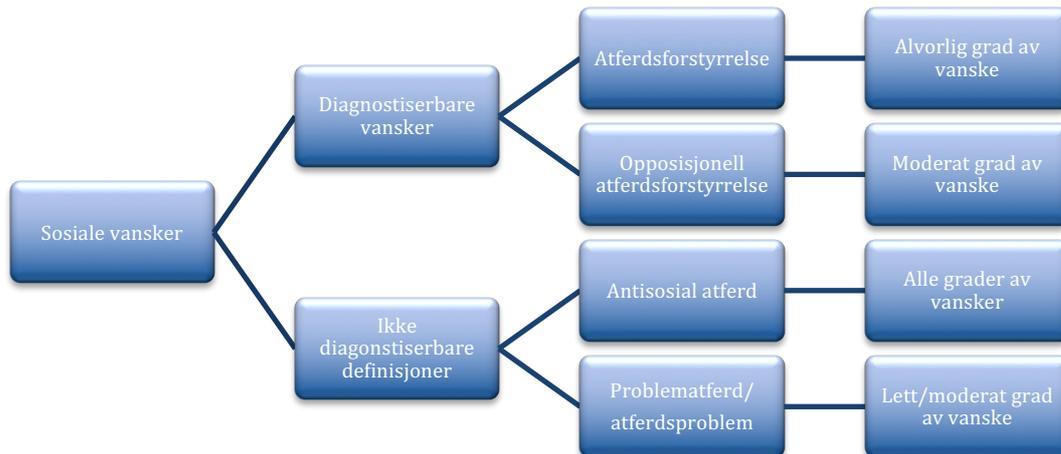 Sosiale vansker
Diagnostiserbare
vansker
Atferdsforstyrrelse
Alvorlig grad av
vanske
Opposisjonell
atferdsforstyrrelse
Moderat grad av
vanske
Ikke
diagonstiserbare
definisjoner
Antisosial atferd
Alle grader av
vansker
Problematferd/
atferdsproblem
Lett/moderat grad
av vanske